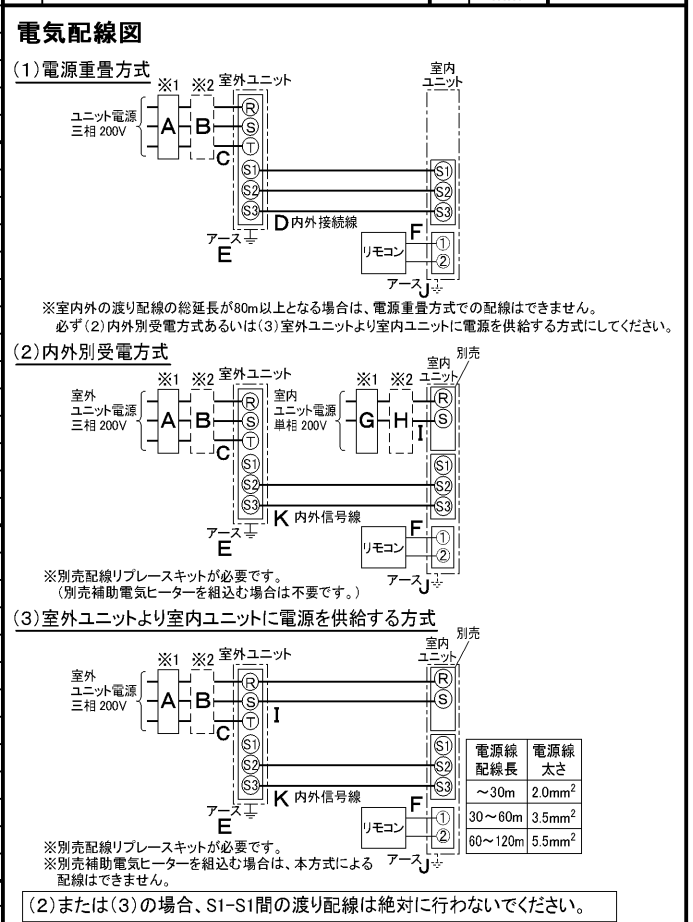 電気配線図
(1)電源重畳方式
※1 ※2 室外ユニット
室内
ユニット
ユニット電源
三相 200V
A B C
R
S
T
S1 S1
S2 S2
S3 S3
D 内外接続線
アース
E
リモコン
F
①
②
アース J
※室内外の渡り配線の総延長が80m以上となる場合は、電源重畳方式での配線はできません。
必ず(2)内外別受電方式あるいは(3)室外ユニットより室内ユニットに電源を供給する方式にしてください。
(2)内外別受電方式
※1 ※2 室外ユニット
※1 ※2
室内
ユニット
別売
室外
ユニット電源
三相 200V
A B C
R
S
T
室内
ユニット電源
単相 200V
G H I
R
S
S1 S1
S2 S2
S3 S3
K 内外信号線
アース
E
リモコン
F
①
②
アース J
※別売配線リプレースキットが必要です。
(別売補助電気ヒーターを組込む場合は不要です。)
(3)室外ユニットより室内ユニットに電源を供給する方式
※1 ※2 室外ユニット
室内
ユニット
別売
室外
ユニット電源
三相 200V
A B C
R R
S S
T
I
S1 S1
S2 S2
S3 S3
K 内外信号線
アース
E
リモコン
F
①
②
アース J
電源線 電源線
配線長 太さ
～30m 2.0mm²
30～60m 3.5mm²
60～120m 5.5mm²
※別売配線リプレースキットが必要です。
※別売補助電気ヒーターを組込む場合は、本方式による
配線はできません。
(2)または(3)の場合、S1-S1間の渡り配線は絶対に行わないでください。